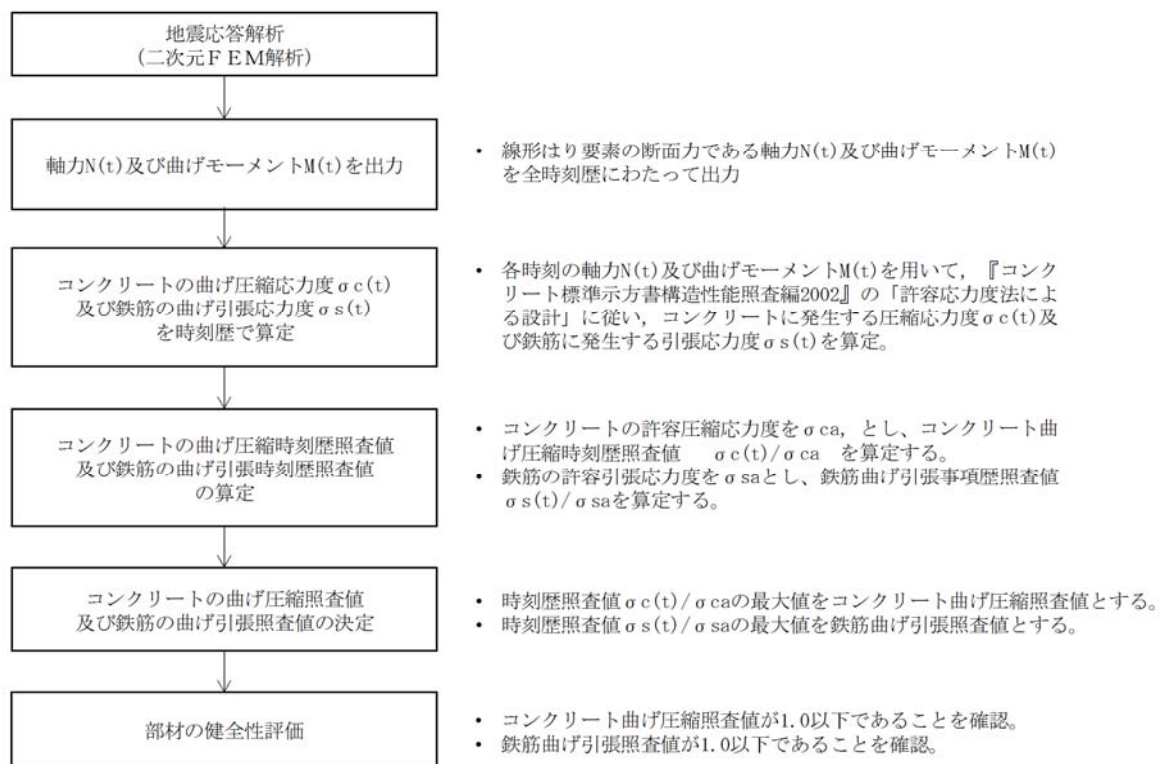 地震応答解析
(二次元ＦＥＭ解析)
軸力N(t)及び曲げモーメントM(t)を出力
・ 線形はり要素の断面力である軸力N(t)及び曲げモーメントM(t)
を全時刻歴にわたって出力
コンクリートの曲げ圧縮応力度σc(t)
及び鉄筋の曲げ引張応力度σs(t)
を時刻歴で算定
・ 各時刻の軸力N(t)及び曲げモーメントM(t)を用いて，『コンク
リート標準示方書構造性能照査編2002』の「許容応力度法によ
る設計」に従い，コンクリートに発生する圧縮応力度σc(t)及
び鉄筋に発生する引張応力度σs(t)を算定。
コンクリートの曲げ圧縮時刻歴照査値
及び鉄筋の曲げ引張時刻歴照査値
の算定
・ コンクリートの許容圧縮応力度をσca，とし、コンクリート曲
げ圧縮時刻歴照査値　σc(t)/σca　を算定する。
・ 鉄筋の許容引張応力度をσsaとし、鉄筋曲げ引張事項歴照査値
σs(t)/σsaを算定する。
コンクリートの曲げ圧縮照査値
及び鉄筋の曲げ引張照査値の決定
・ 時刻歴照査値σc(t)/σcaの最大値をコンクリート曲げ圧縮照査値とする。
・ 時刻歴照査値σs(t)/σsaの最大値を鉄筋曲げ引張照査値とする。
部材の健全性評価
・ コンクリート曲げ圧縮照査値が1.0以下であることを確認。
・ 鉄筋曲げ引張照査値が1.0以下であることを確認。